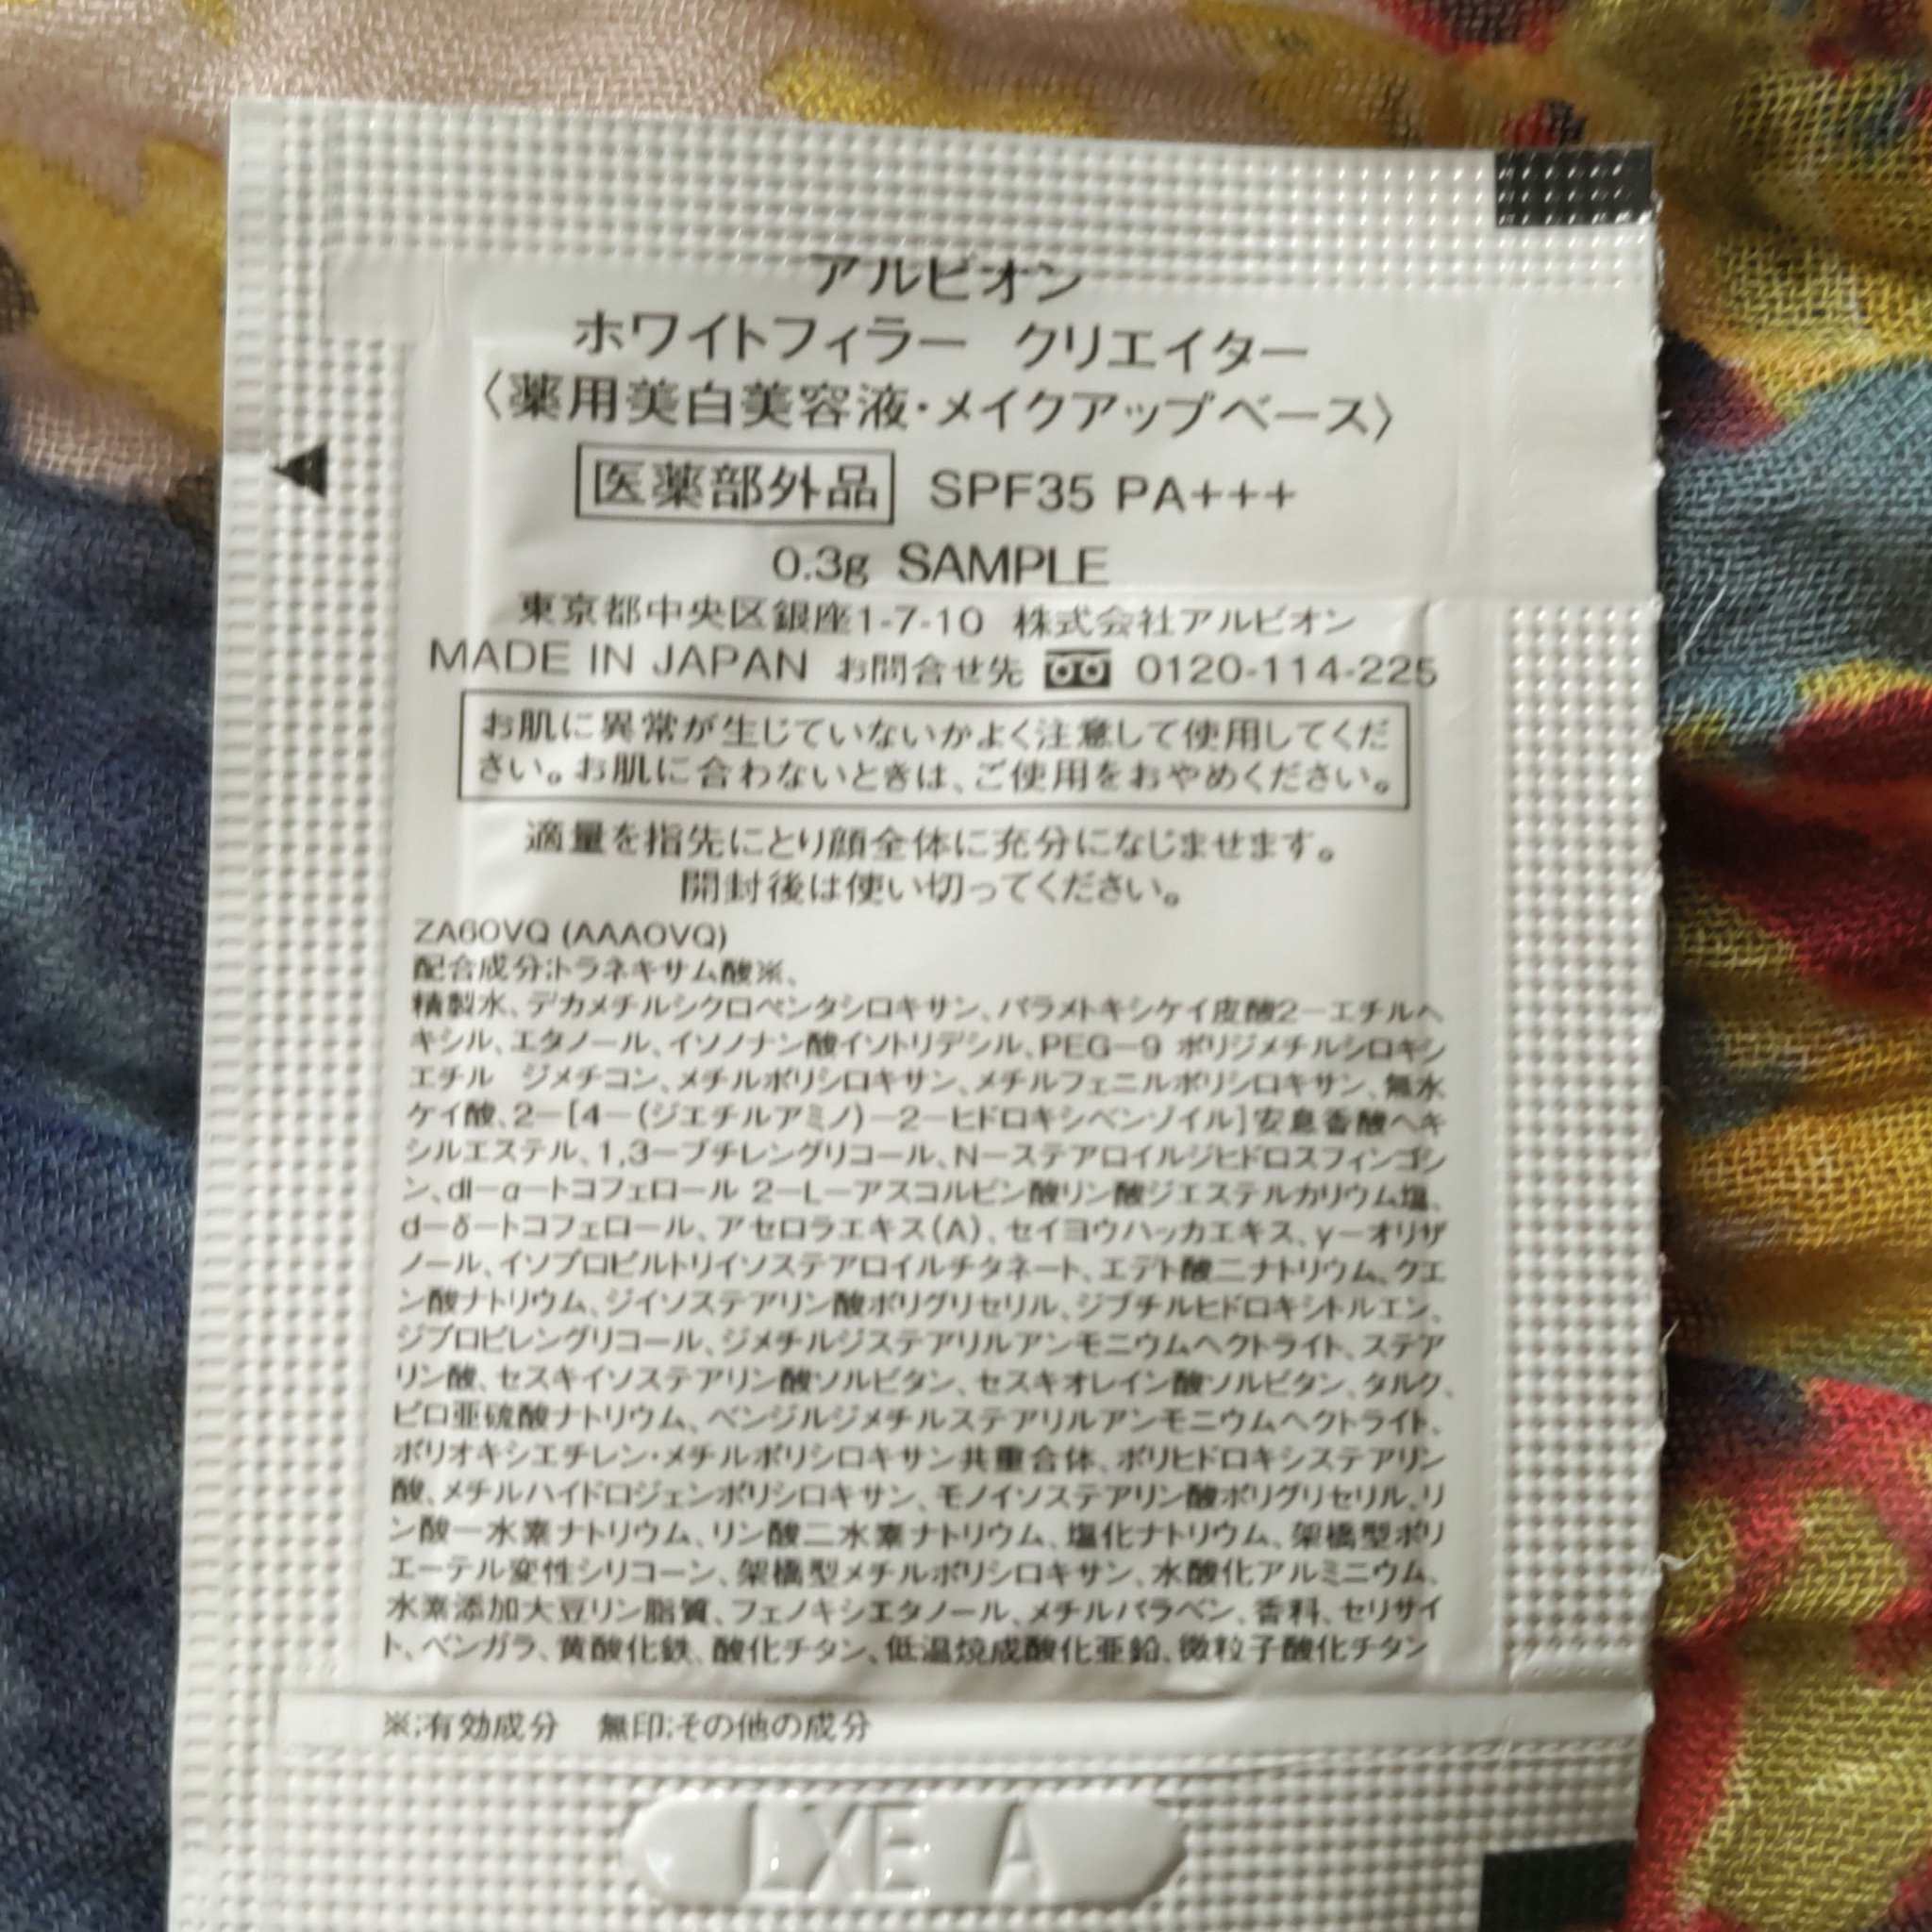 アルビオン
ホワイトフィラー クリエイター
〈薬用美白美容液・メイクアップベース〉
医薬部外品 SPF35 PA+++
0.3g SAMPLE
東京都中央区銀座1-7-10 株式会社アルビオン
MADE IN JAPAN お問合せ先 0120-114-225
お肌に異常が生じていないかよく注意して使用してくだ
さい。お肌に合わないときは、ご使用をおやめください。
適量を指先にとり顔全体に充分になじませます。
開封後は使い切ってください。
ZA60VQ (AAA0VQ)
配合成分:トラネキサム酸※、
精製水、デカメチルシクロペンタシロキサン、パラメトキシケイ皮酸2－エチルヘ
キシル、エタノール、イソノナン酸イソトリデシル、PEG－9 ポリジメチルシロキシ
エチル ジメチコン、メチルポリシロキサン、メチルフェニルポリシロキサン、無水
ケイ酸、2－[4－(ジエチルアミノ)－2－ヒドロキシベンゾイル]安息香酸ヘキ
シルエステル、1,3－ブチレングリコール、N－ステアロイルジヒドロスフィンゴシ
ン、dl－α－トコフェロール 2－L－アスコルビン酸リン酸ジエステルカリウム塩、
d－δ－トコフェロール、アセロラエキス(A)、セイヨウハッカエキス、γ－オリザ
ノール、イソプロピルトリイソステアロイルチタネート、エデト酸二ナトリウム、クエ
ン酸ナトリウム、ジイソステアリン酸ポリグリセリル、ジブチルヒドロキシトルエン、
ジプロピレングリコール、ジメチルジステアリルアンモニウムヘクトライト、ステア
リン酸、セスキイソステアリン酸ソルビタン、セスキオレイン酸ソルビタン、タルク、
ピロ亜硫酸ナトリウム、ベンジルジメチルステアリルアンモニウムヘクトライト、
ポリオキシエチレン・メチルポリシロキサン共重合体、ポリヒドロキシステアリン
酸、メチルハイドロジェンポリシロキサン、モノイソステアリン酸ポリグリセリル、リ
ン酸一水素ナトリウム、リン酸二水素ナトリウム、塩化ナトリウム、架橋型ポリ
エーテル変性シリコーン、架橋型メチルポリシロキサン、水酸化アルミニウム、
水素添加大豆リン脂質、フェノキシエタノール、メチルパラベン、香料、セリサイ
ト、ベンガラ、黄酸化鉄、酸化チタン、低温焼成酸化亜鉛、微粒子酸化チタン
※:有効成分 無印:その他の成分
LXE A